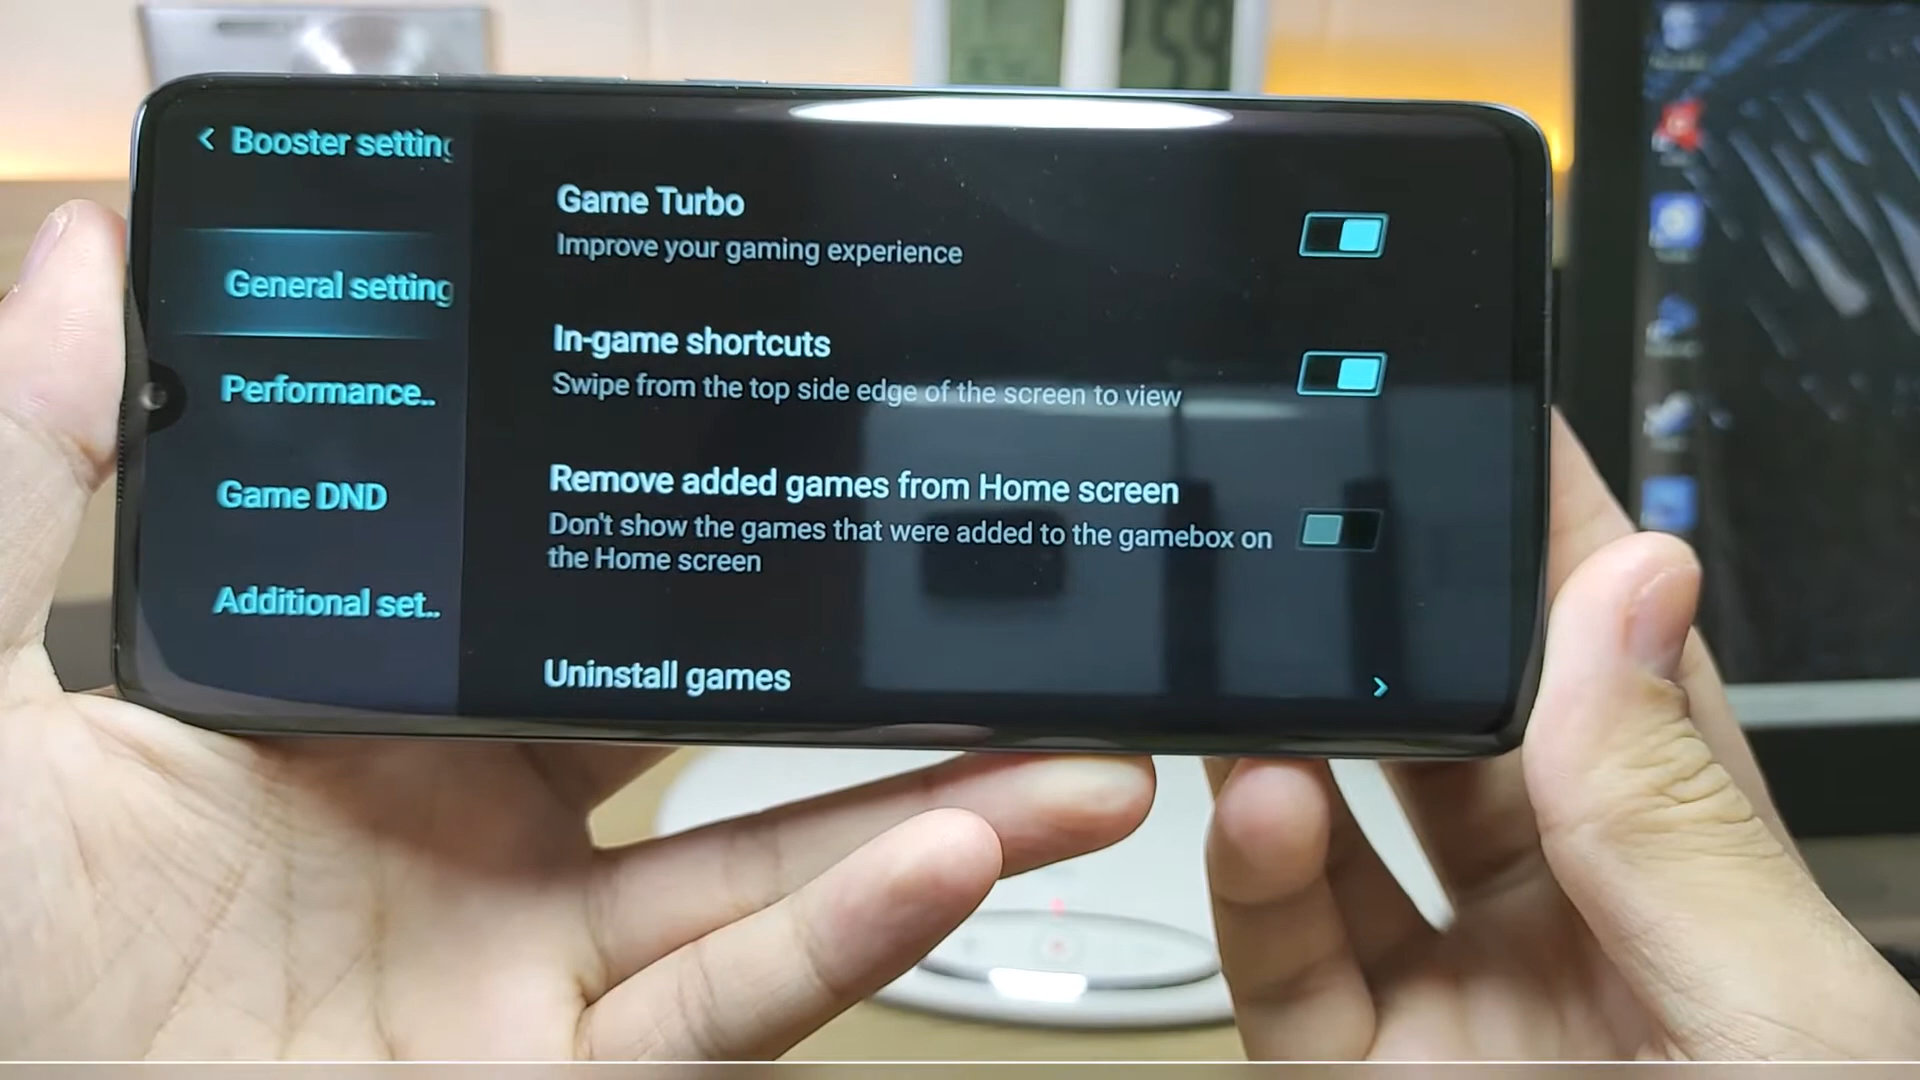 Booster setting
General setting
Performance..
Game DND
Additional set..
Game Turbo
Improve your gaming experience
In-game shortcuts
Swipe from the top side edge of the screen to view
Remove added games from Home screen
Don't show the games that were added to the gamebox on
the Home screen
Uninstall games
59